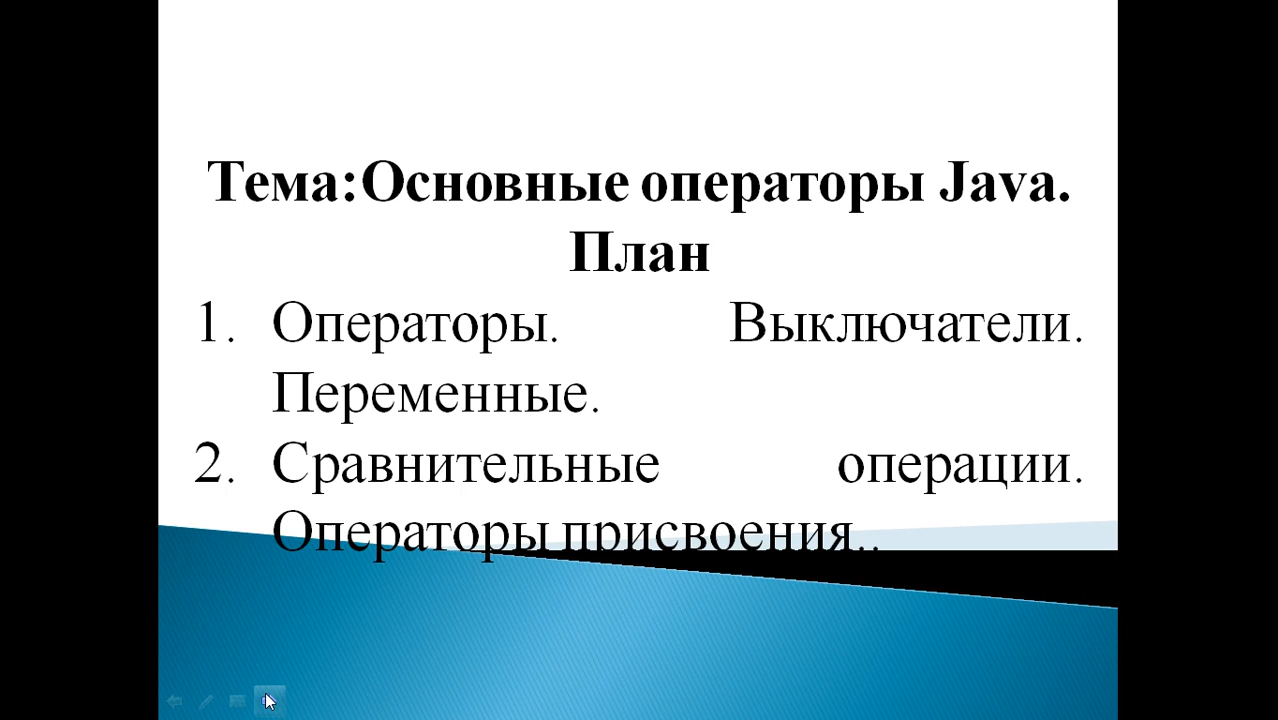 Тема:Основные операторы Java.
План
1. Операторы. Выключатели.
Переменные.
2. Сравнительные операции.
Операторы присвоения..